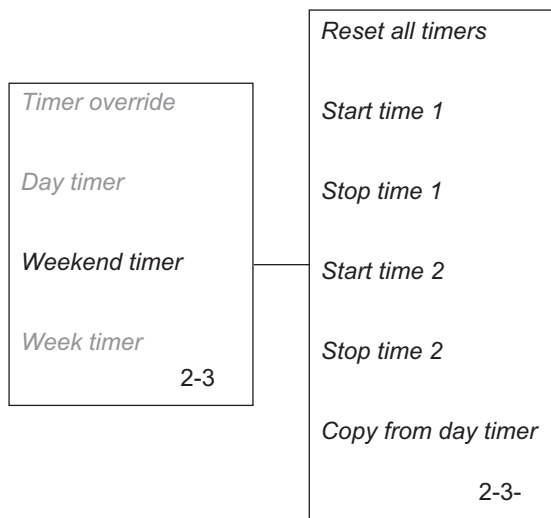 Timer override
Day timer
Weekend timer
Week timer
2-3
Reset all timers
Start time 1
Stop time 1
Start time 2
Stop time 2
Copy from day timer
2-3-